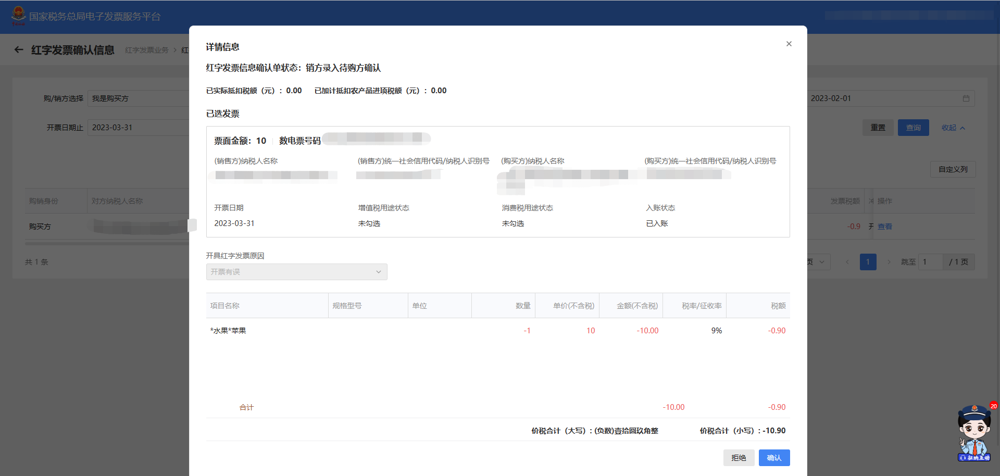 国家税务总局电子发票服务平台
红字发票确认信息 红字发票业务 > 红
购/销方选择 我是购买方
2023-02-01
开票日期止 2023-03-31
重置 查询 收起
自定义列
购销身份 对方纳税人名称
发票税额 操作
购买方
-0.9 开 查看
共 1 条
页 1 跳至 1 / 1 页
详情信息
红字发票信息确认单状态：销方录入待购方确认
已实际抵扣税额（元）：0.00 已加计抵扣农产品进项税额（元）：0.00
已选发票
票面金额：10 数电票号码
(销售方)纳税人名称 (销售方)统一社会信用代码/纳税人识别号 (购买方)纳税人名称 (购买方)统一社会信用代码/纳税人识别号
开票日期 增值税用途状态 消费税用途状态 入账状态
2023-03-31 未勾选 未勾选 已入账
开具红字发票原因
开票有误
项目名称 规格型号 单位 数量 单价(不含税) 金额(不含税) 税率/征收率 税额
*水果*苹果 -1 10 -10.00 9% -0.90
合计 -10.00 -0.90
价税合计（大写）：(负数)壹拾圆玖角整 价税合计（小写）：-10.90
拒绝 确认
20
征纳互动